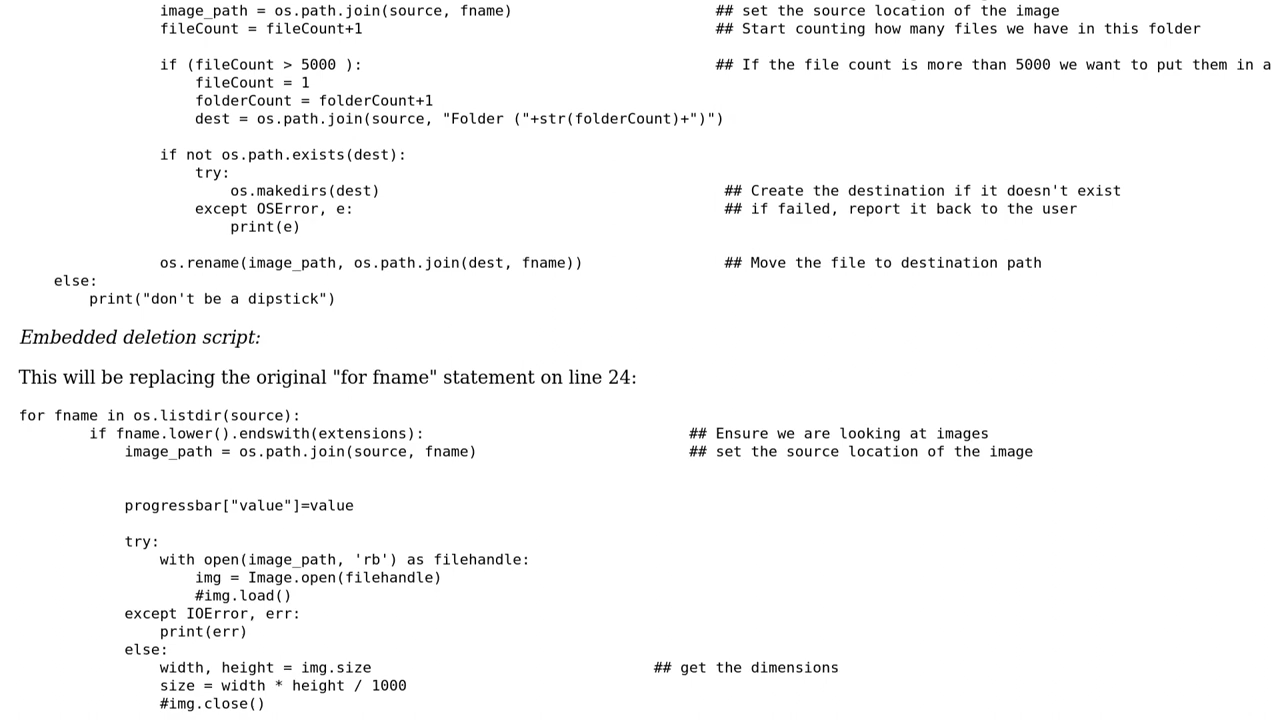 image_path = os.path.join(source, fname) ## set the source location of the image
fileCount = fileCount+1 ## Start counting how many files we have in this folder
if (fileCount > 5000 ): ## If the file count is more than 5000 we want to put them in a
fileCount = 1
folderCount = folderCount+1
dest = os.path.join(source, "Folder ("+str(folderCount)+")")
if not os.path.exists(dest):
try:
os.makedirs(dest) ## Create the destination if it doesn't exist
except OSError, e: ## if failed, report it back to the user
print(e)
os.rename(image_path, os.path.join(dest, fname)) ## Move the file to destination path
else:
print("don't be a dipstick")
Embedded deletion script:
This will be replacing the original "for fname" statement on line 24:
for fname in os.listdir(source):
if fname.lower().endswith(extensions): ## Ensure we are looking at images
image_path = os.path.join(source, fname) ## set the source location of the image
progressbar["value"]=value
try:
with open(image_path, 'rb') as filehandle:
img = Image.open(filehandle)
#img.load()
except IOError, err:
print(err)
else:
width, height = img.size ## get the dimensions
size = width * height / 1000
#img.close()